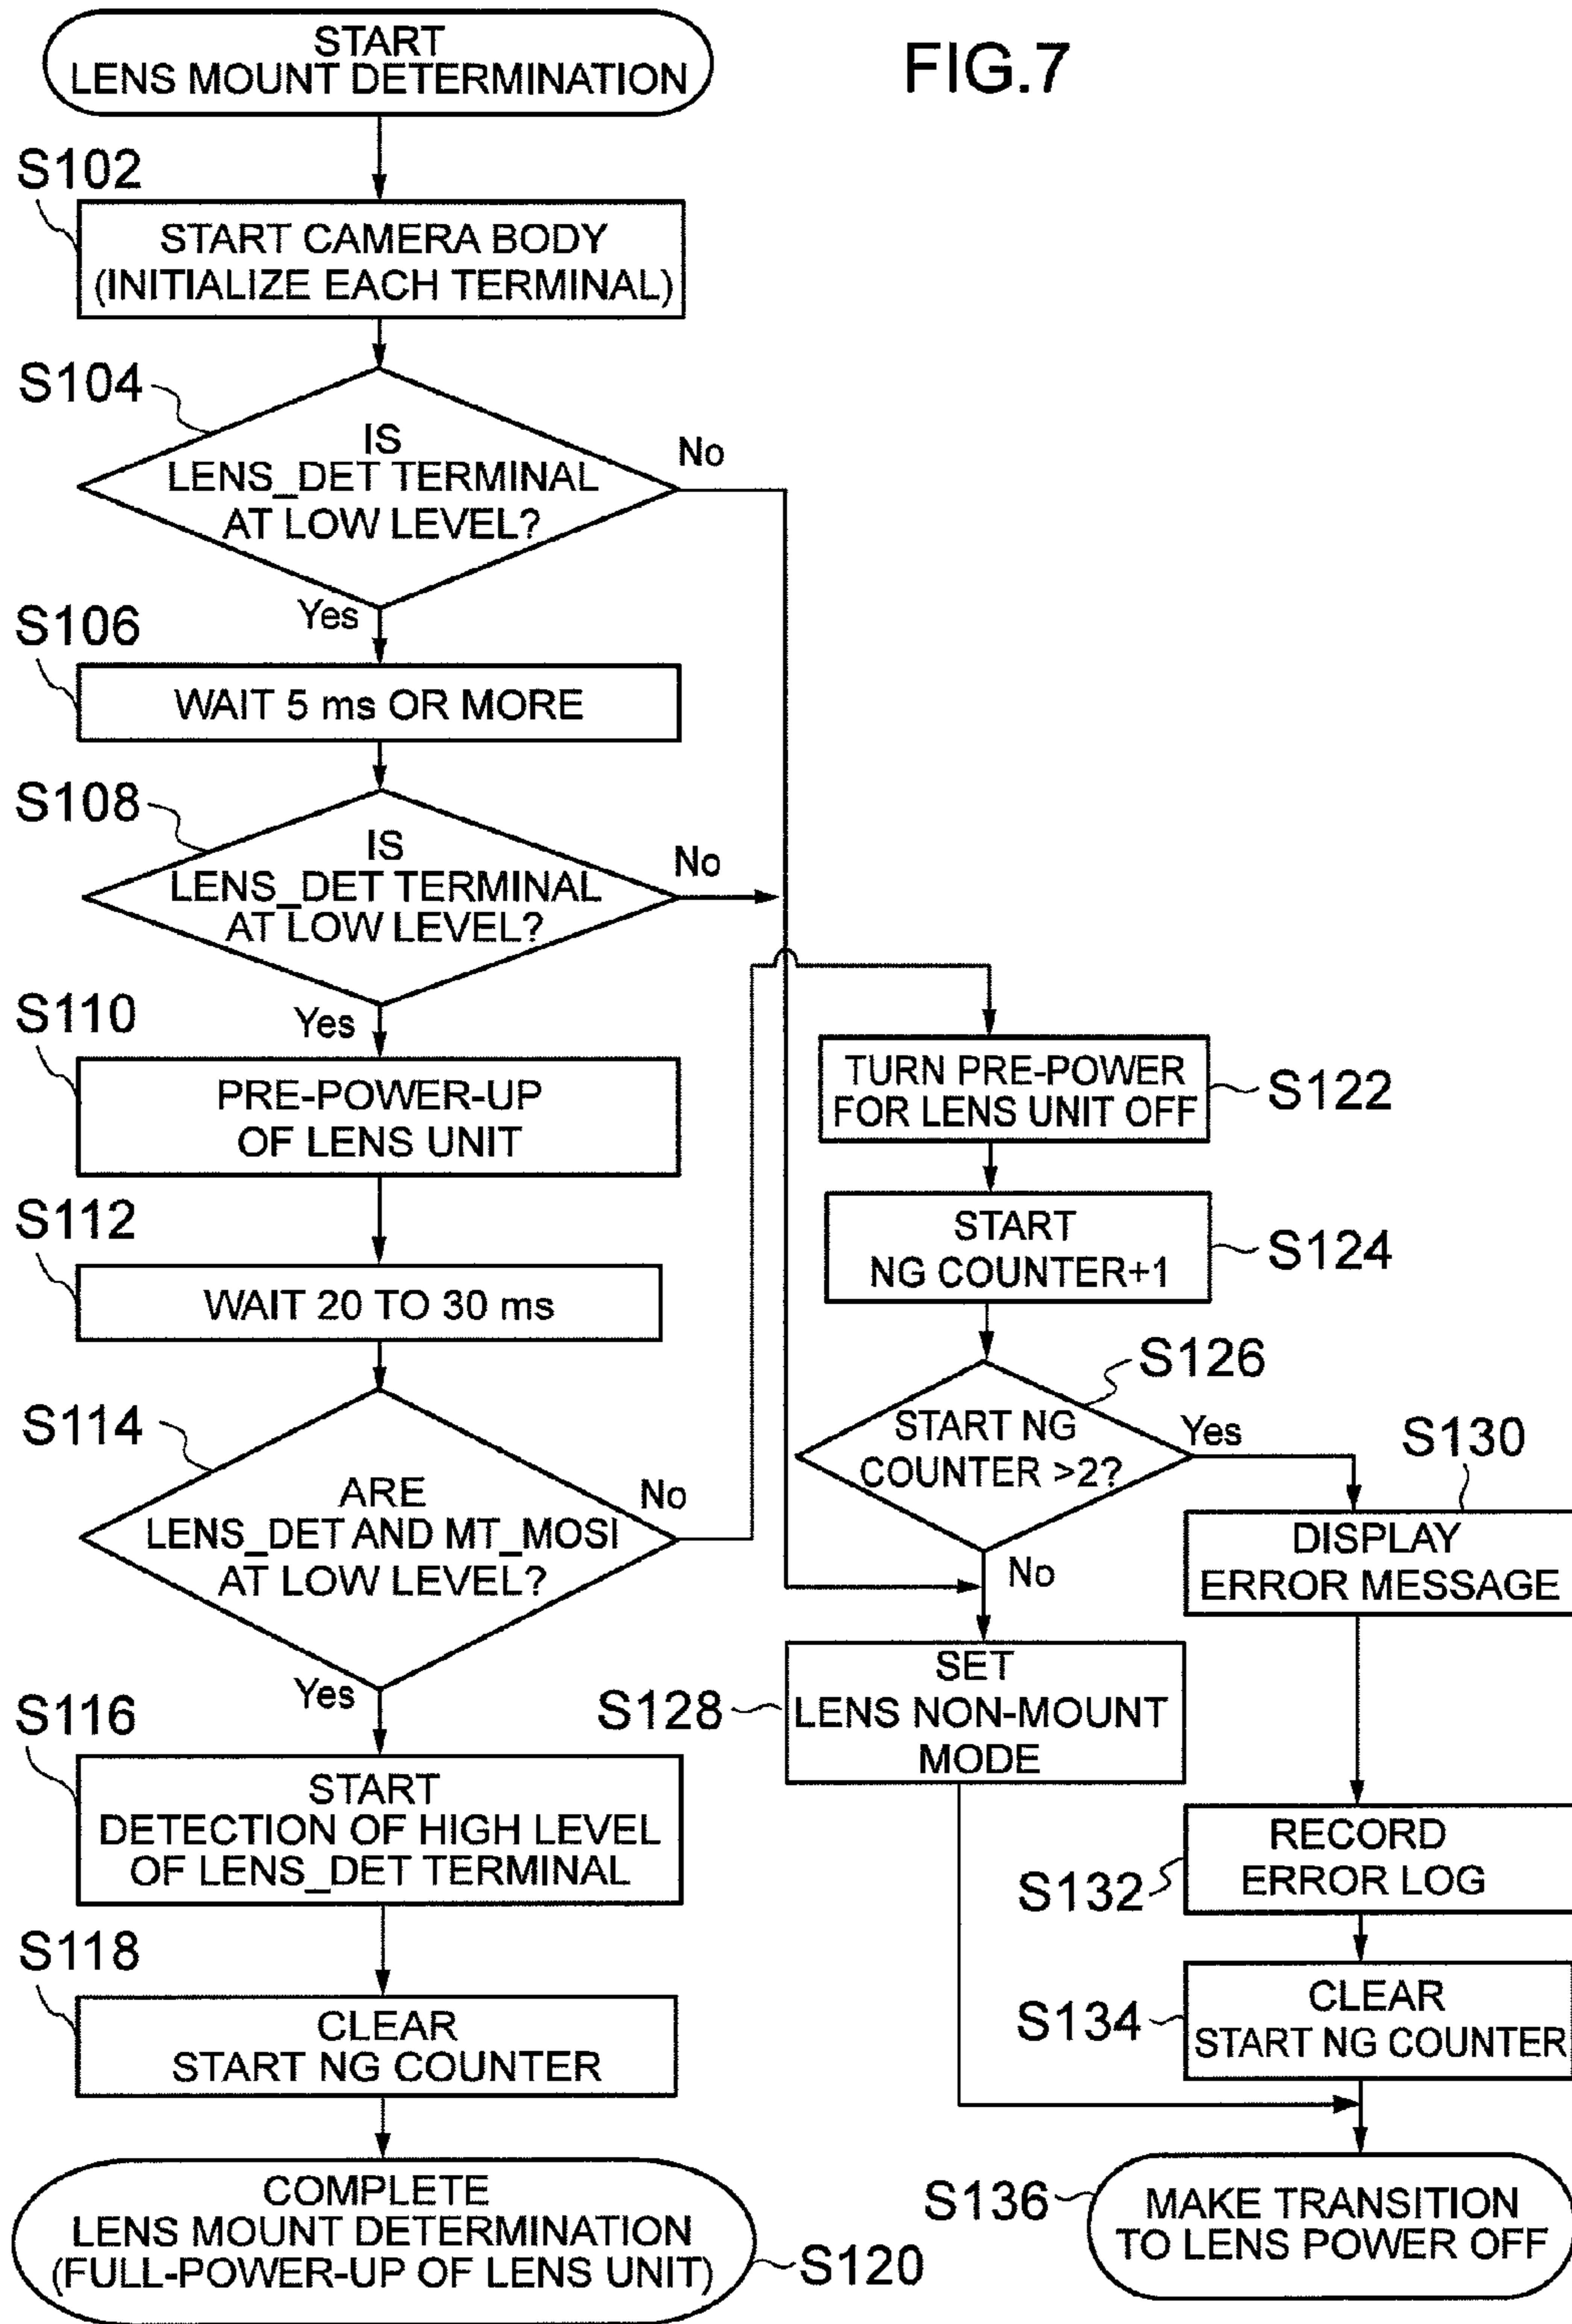 START
LENS MOUNT DETERMINATION
FIG.7
S102
START CAMERA BODY
(INITIALIZE EACH TERMINAL)
S104
IS
LENS_DET TERMINAL
AT LOW LEVEL?
No
Yes
S106
WAIT 5 ms OR MORE
S108
IS
LENS_DET TERMINAL
AT LOW LEVEL?
No
Yes
S110
PRE-POWER-UP
OF LENS UNIT
S112
WAIT 20 TO 30 ms
S114
ARE
LENS_DET AND MT_MOSI
AT LOW LEVEL?
No
Yes
S116
START
DETECTION OF HIGH LEVEL
OF LENS_DET TERMINAL
S118
CLEAR
START NG COUNTER
COMPLETE
LENS MOUNT DETERMINATION
(FULL-POWER-UP OF LENS UNIT)
S120
TURN PRE-POWER
FOR LENS UNIT OFF
S122
START
NG COUNTER+1
S124
S126
START NG
COUNTER >2?
Yes
No
S128
SET
LENS NON-MOUNT
MODE
S130
DISPLAY
ERROR MESSAGE
S132
RECORD
ERROR LOG
S134
CLEAR
START NG COUNTER
S136
MAKE TRANSITION
TO LENS POWER OFF